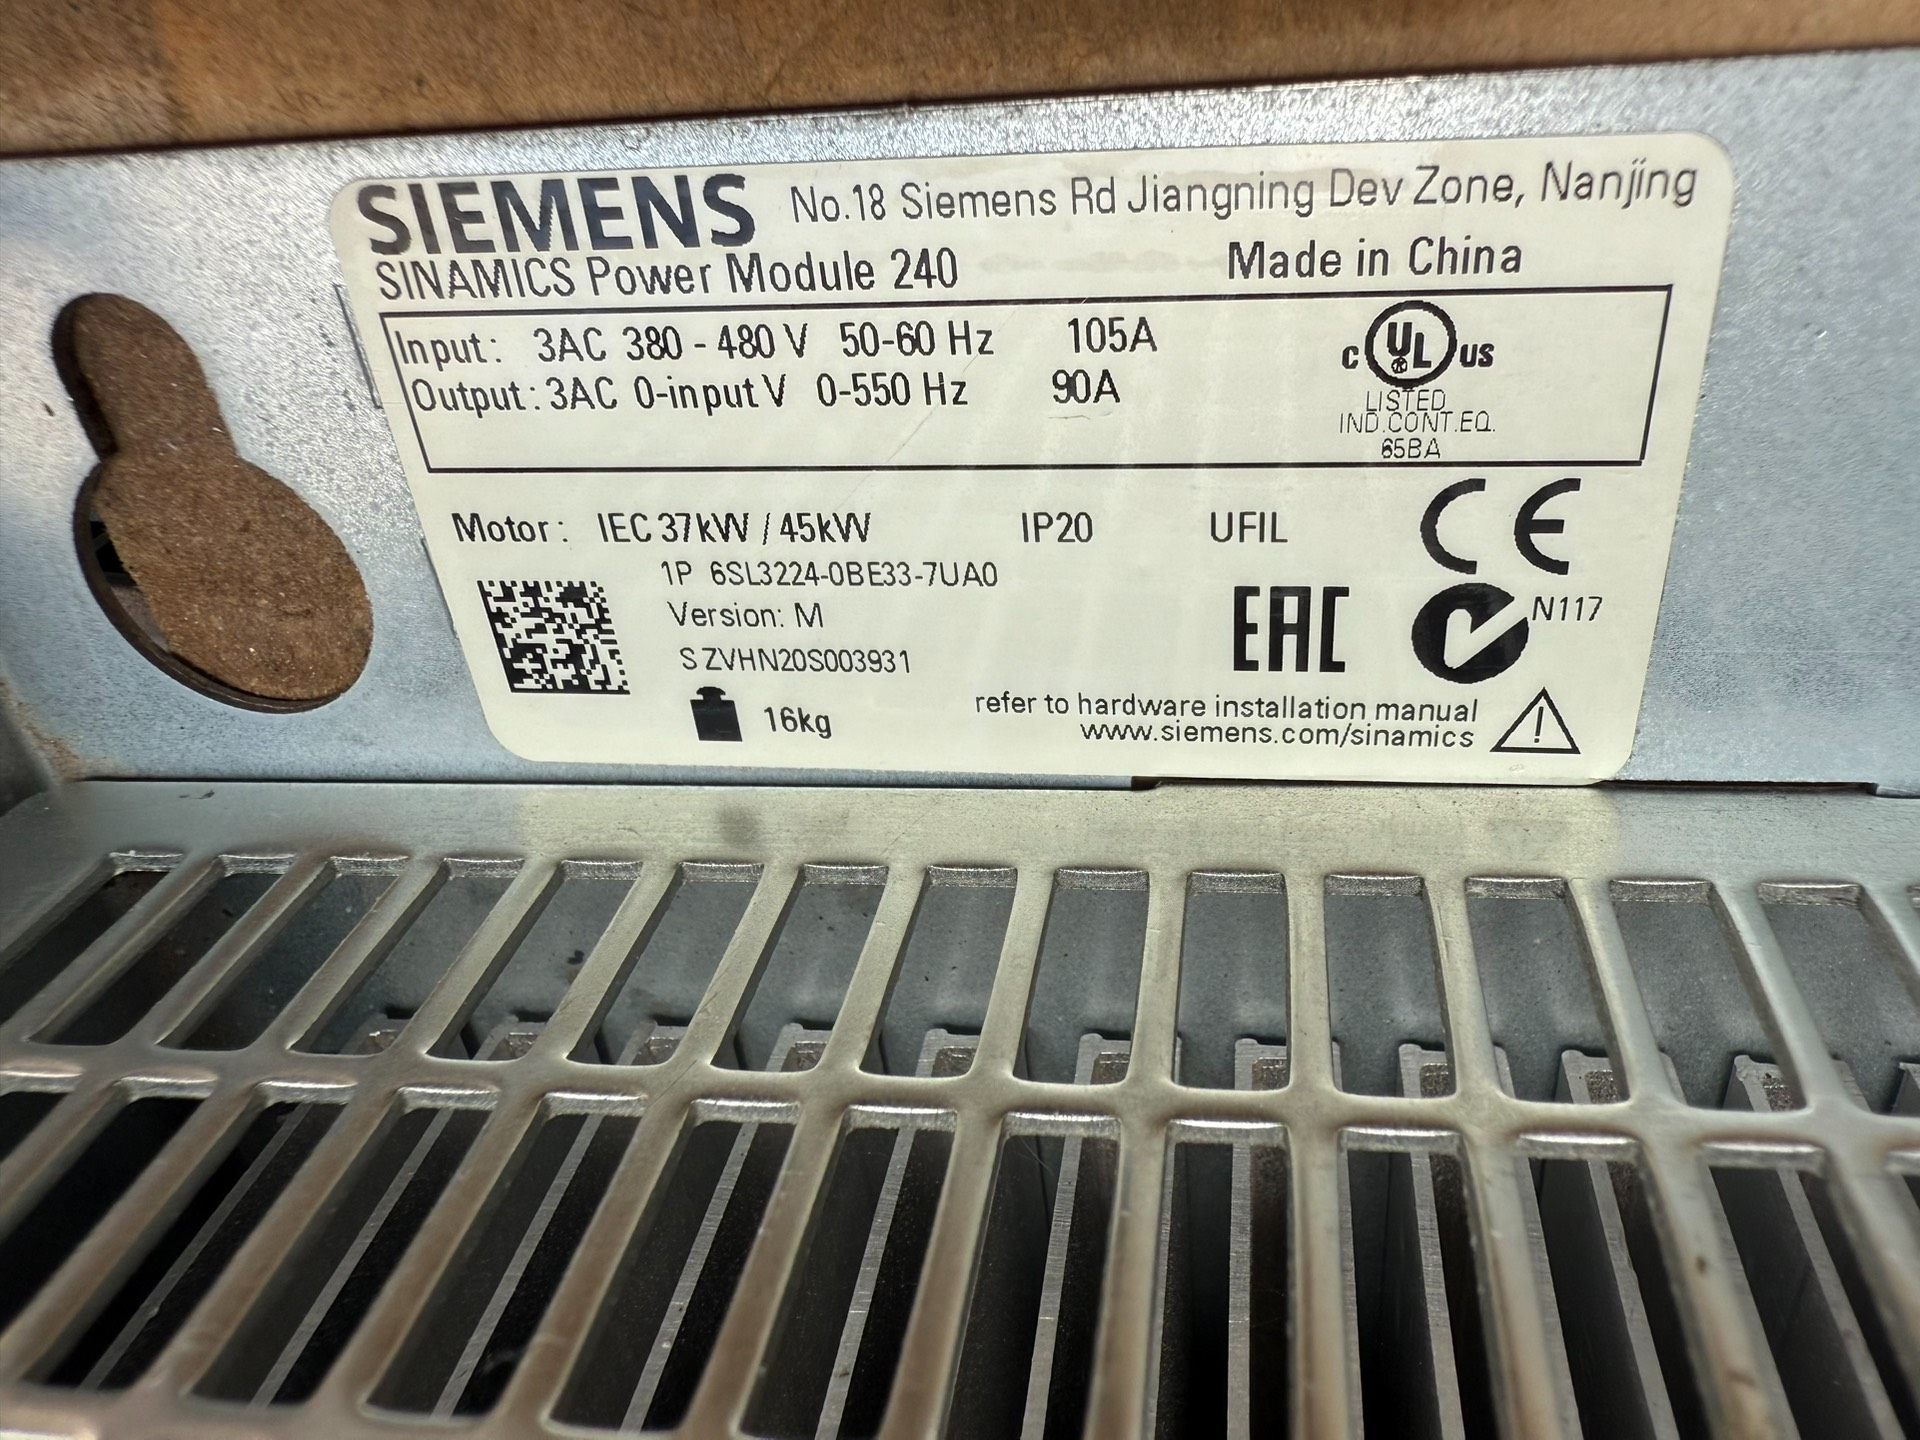 SIEMENS No.18 Siemens Rd Jiangning Dev Zone, Nanjing
SINAMICS Power Module 240 Made in China
Input: 3AC 380 - 480 V 50-60 Hz 105A
Output: 3AC 0-input V 0-550 Hz 90A
C UL US
LISTED
IND.CONT.EQ.
65BA
Motor: IEC 37kW / 45kW IP20 UFIL CE
1P 6SL3224-0BE33-7UA0
Version: M
EAC N117
S ZVHN20S003931
16kg
refer to hardware installation manual
www.siemens.com/sinamics